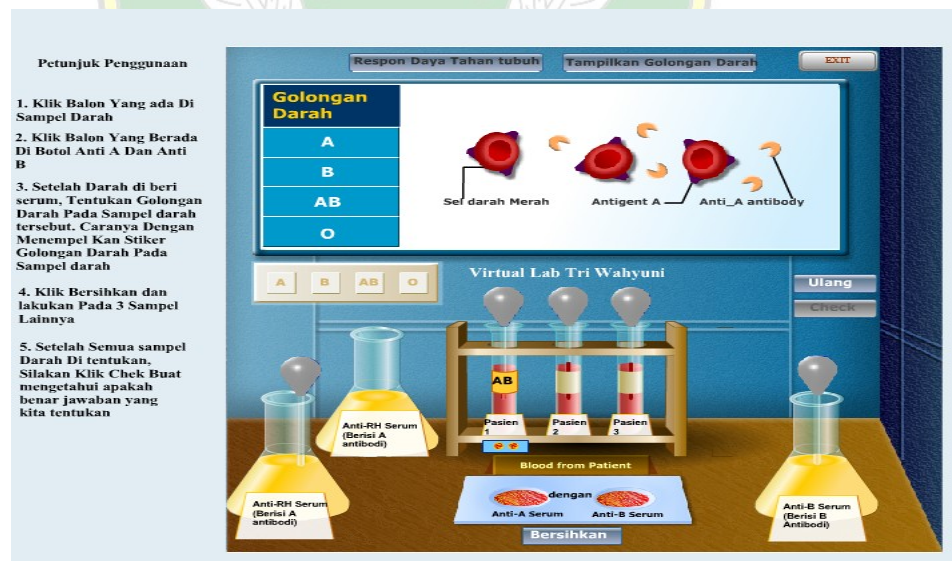 Petunjuk Penggunaan
1. Klik Balon Yang ada Di
Sampel Darah
2. Klik Balon Yang Berada
Di Botol Anti A Dan Anti
B
3. Setelah Darah di beri
serum, Tentukan Golongan
Darah Pada Sampel darah
tersebut. Caranya Dengan
Menempel Kan Stiker
Golongan Darah Pada
Sampel darah
4. Klik Bersihkan dan
lakukan Pada 3 Sampel
Lainnya
5. Setelah Semua sampel
Darah Di tentukan,
Silakan Klik Chek Buat
mengetahui apakah
benar jawaban yang
kita tentukan
Respon Daya Tahan tubuh
Tampilkan Golongan Darah
EXIT
Golongan
Darah
A
B
AB
O
Sel darah Merah
Antigent A
Anti_A antibody
A B AB O
Virtual Lab Tri Wahyuni
Ulang
Check
AB
Pasien
1
Pasien
2
Pasien
3
Anti-RH Serum
(Berisi A
antibodi)
Anti-RH Serum
(Berisi A
antibodi)
Blood from Patient
dengan
Anti-A Serum
Anti-B Serum
Bersihkan
Anti-B Serum
(Berisi B
Antibodi)